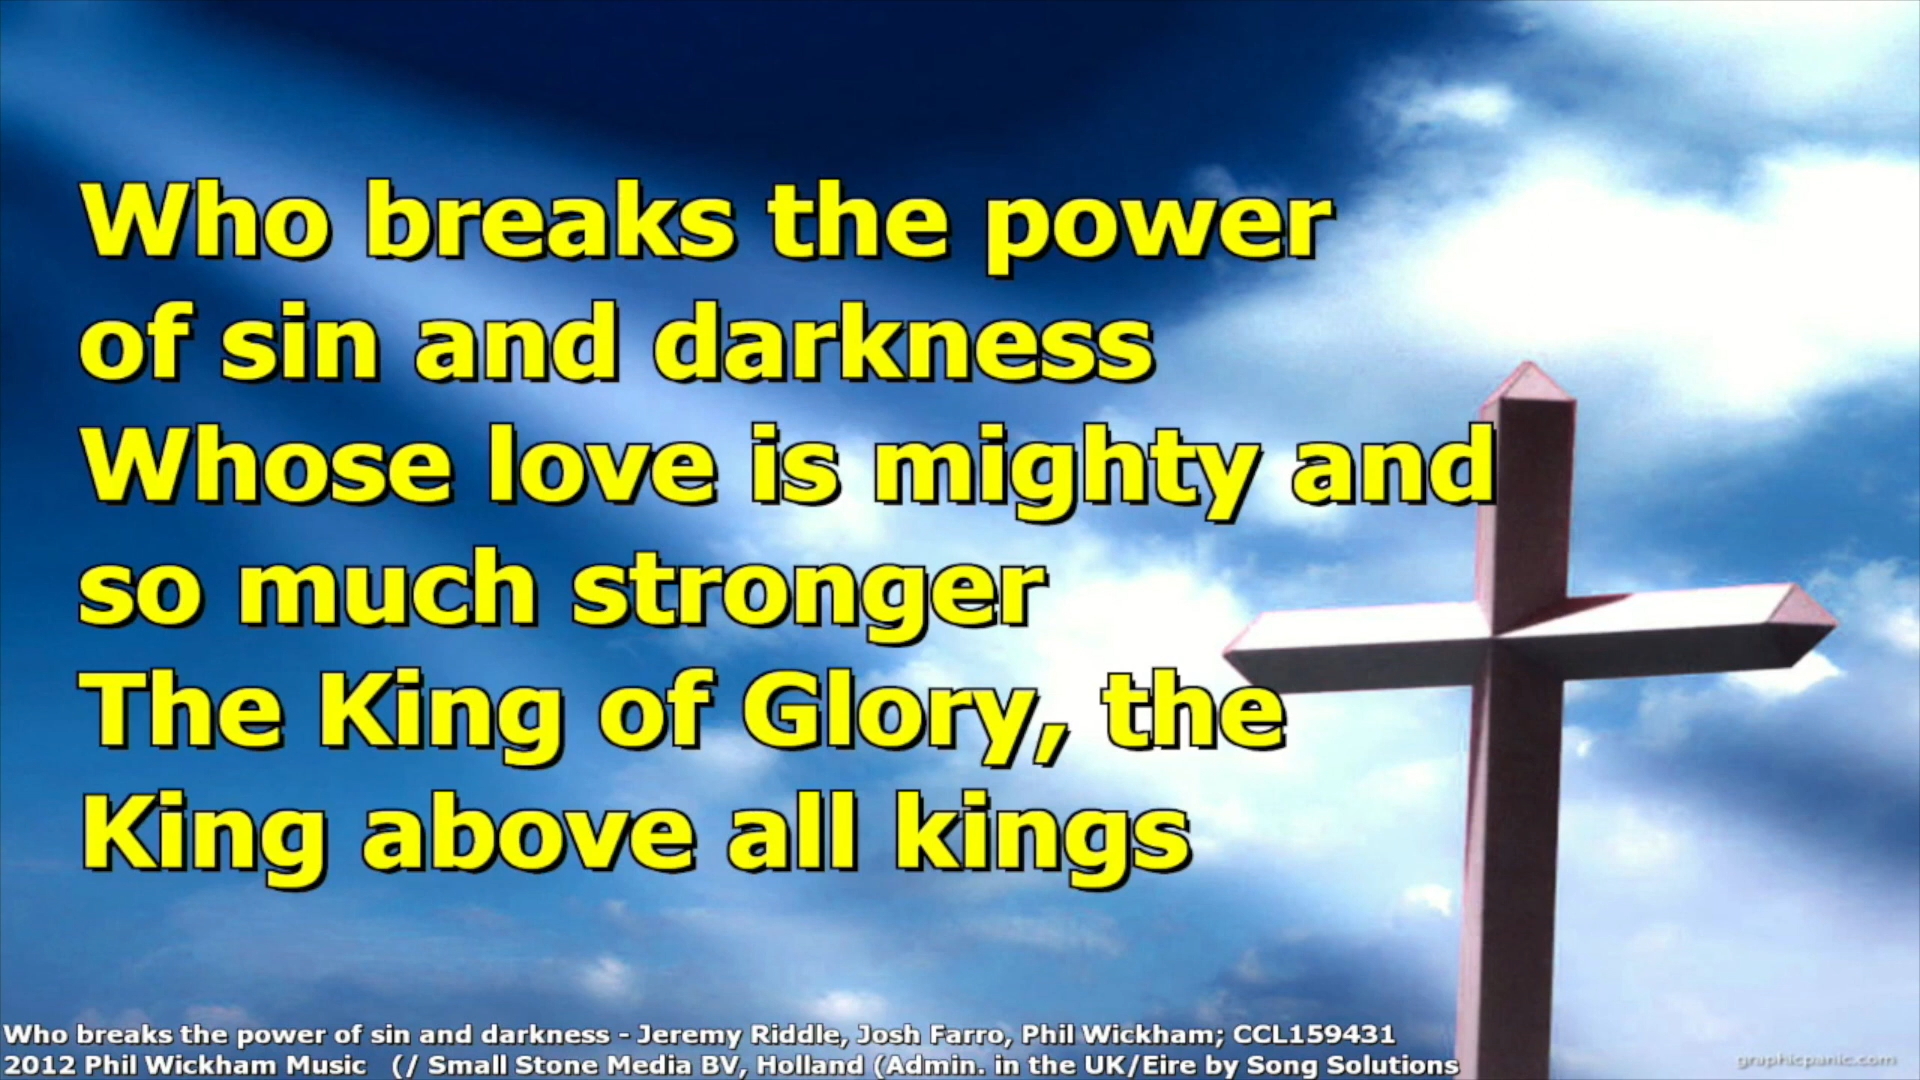 Who breaks the power
of sin and darkness
Whose love is mighty and
so much stronger
The King of Glory, the
King above all kings
Who breaks the power of sin and darkness - Jeremy Riddle, Josh Farro, Phil Wickham; CCL159431
2012 Phil Wickham Music (/ Small Stone Media BV, Holland (Admin. in the UK/Eire by Song Solutions
graphicpanic.com